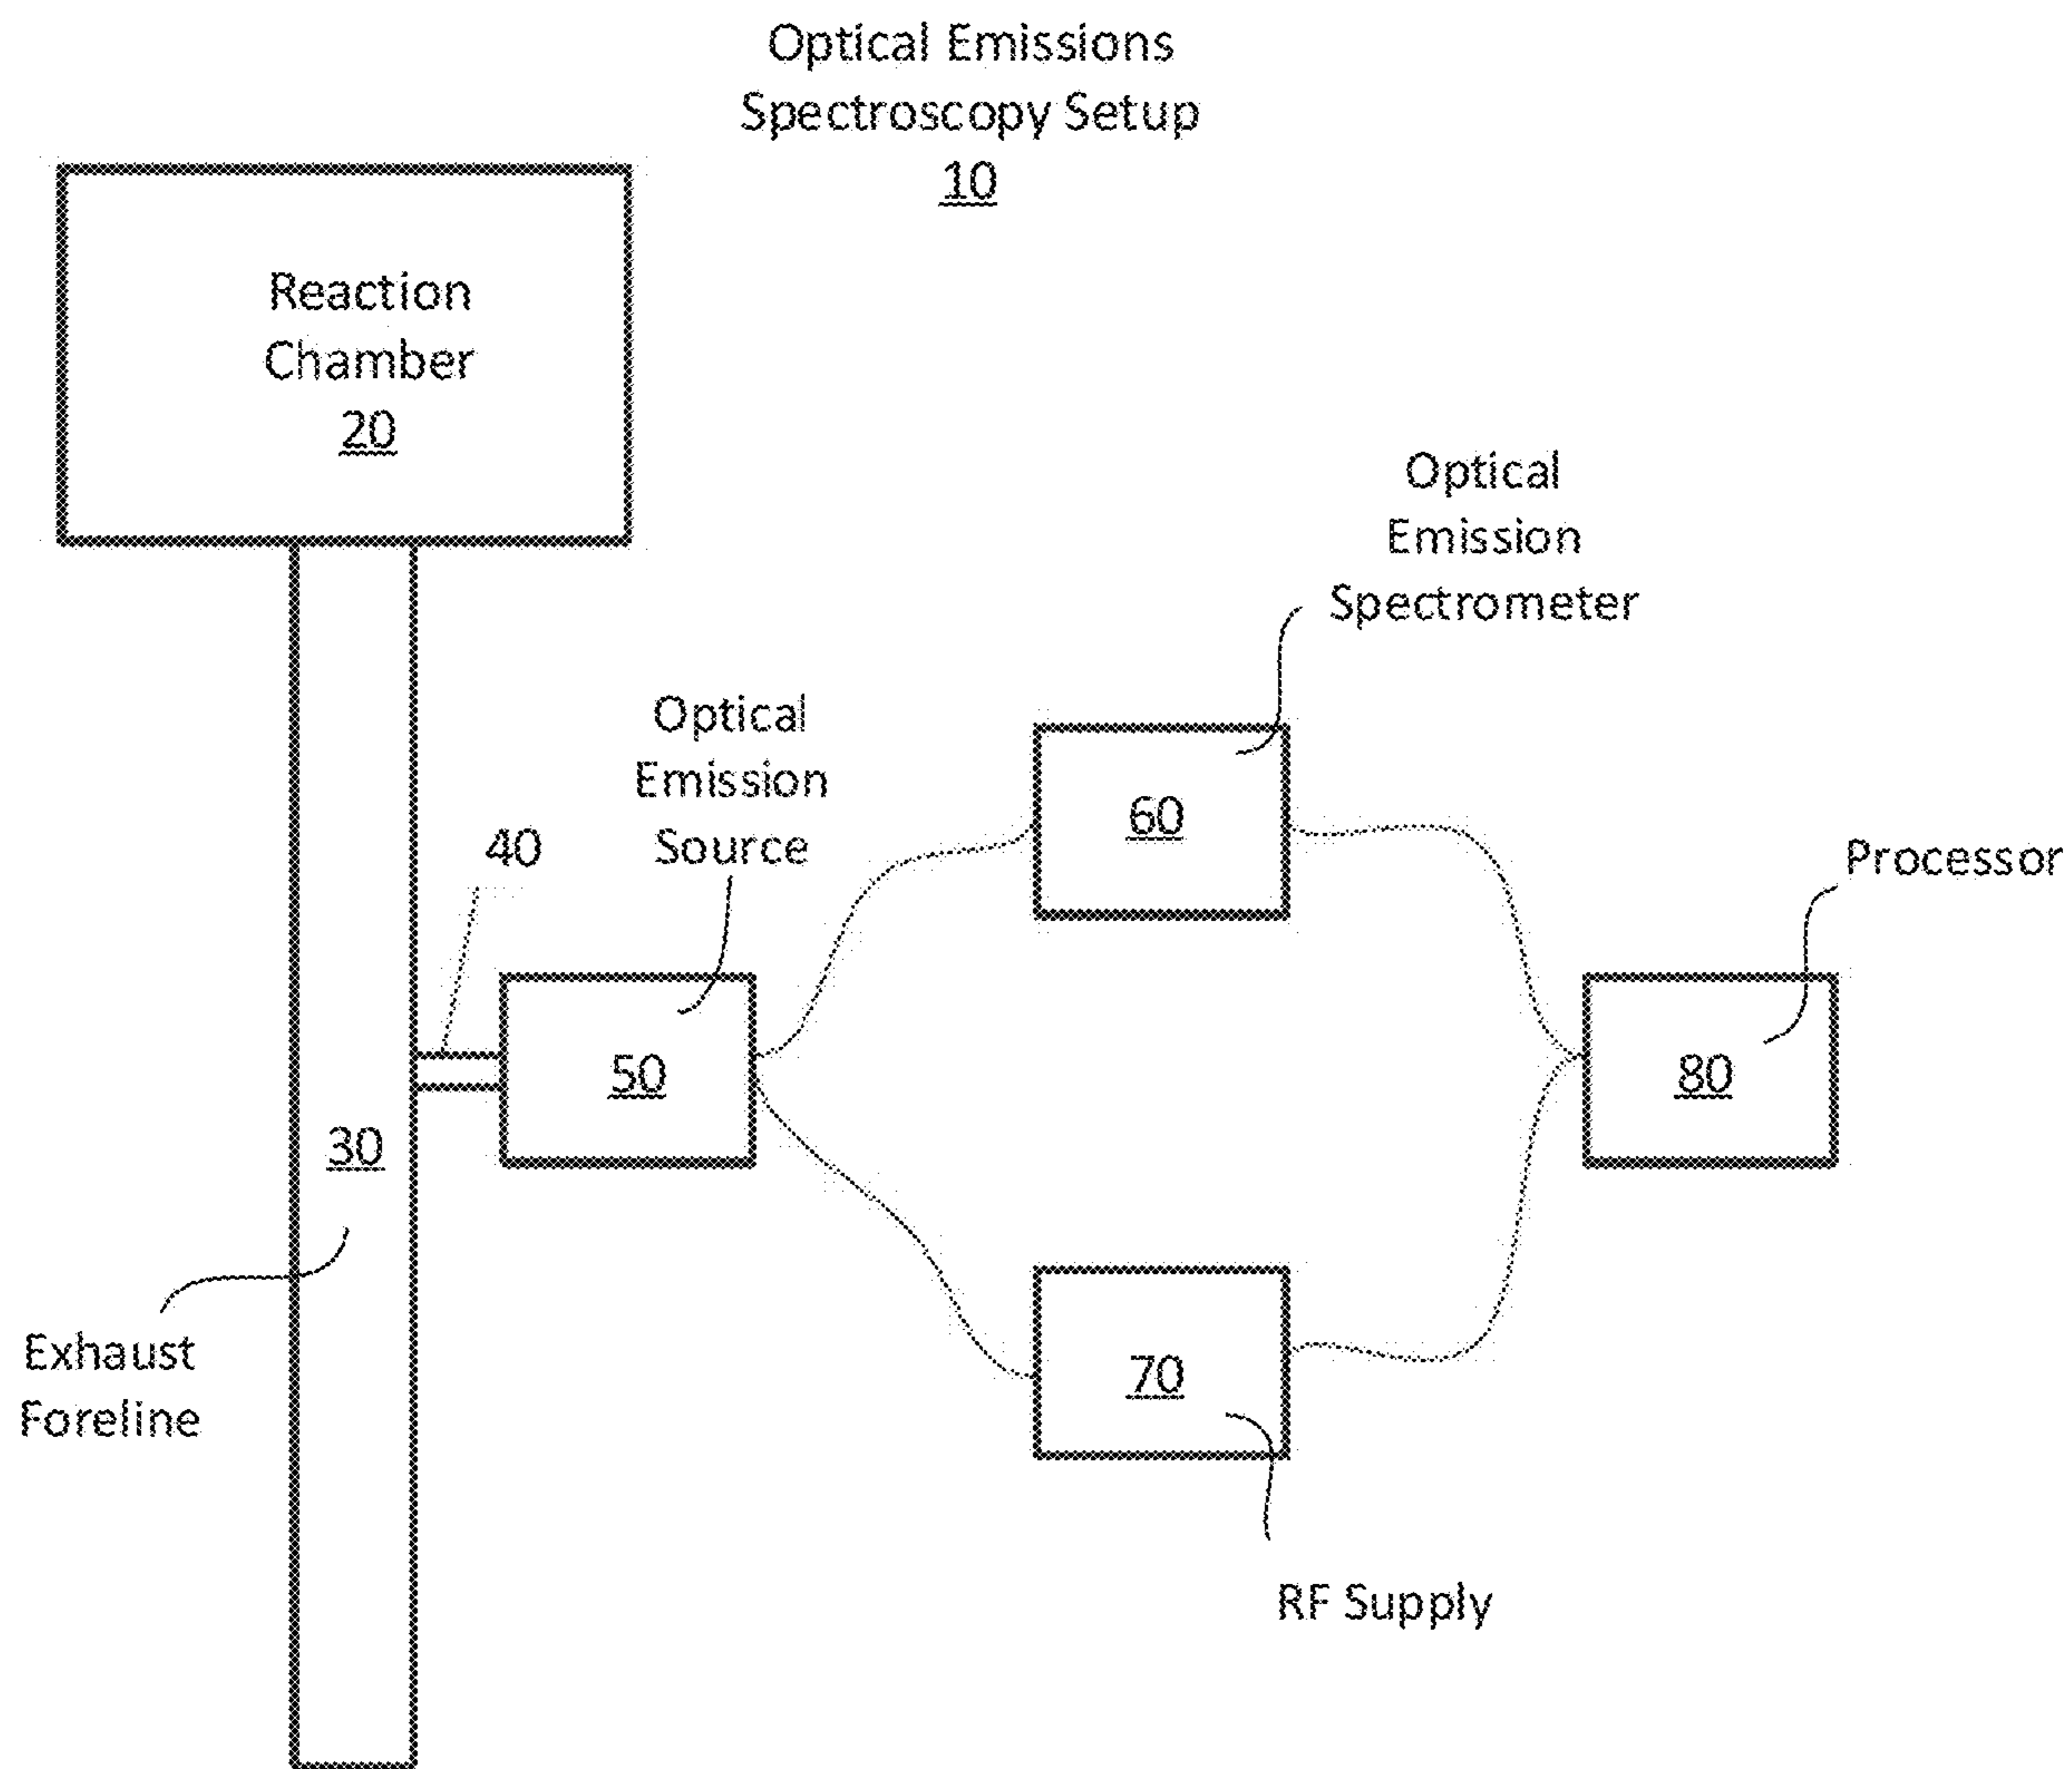 Optical Emissions
Spectroscopy Setup
10
Reaction
Chamber
20
Optical
Emission
Spectrometer
Optical
Emission
Source
60
40
Processor
50
80
30
Exhaust
Foreline
70
RF Supply